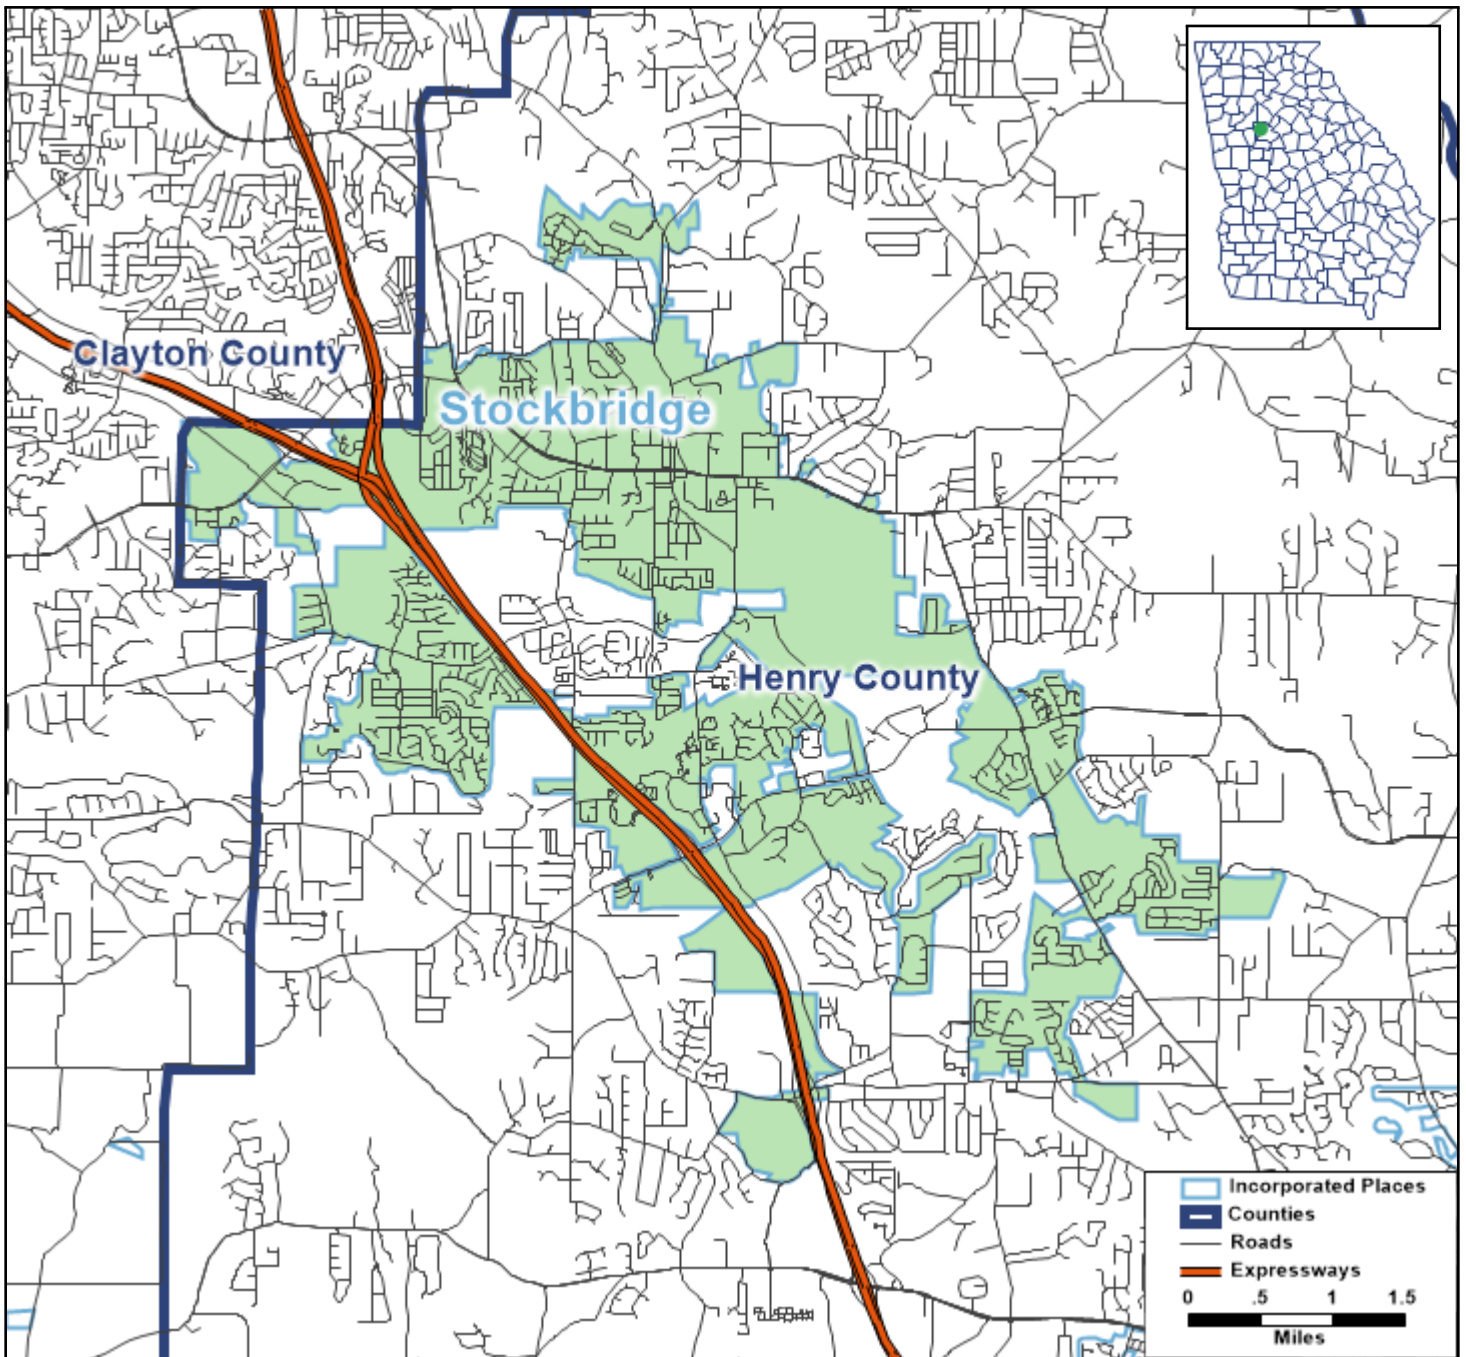 Clayton County
Stockbridge
Henry County
Incorporated Places
Counties
Roads
Expressways
0 .5 1 1.5
Miles